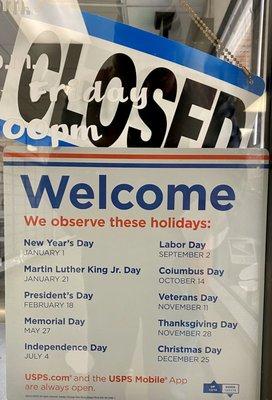 p.m.
Friday
00pm
CLOSED
Welcome
We observe these holidays:
New Year's Day
JANUARY 1
Martin Luther King Jr. Day
JANUARY 21
President's Day
FEBRUARY 18
Memorial Day
MAY 27
Independence Day
JULY 4
Labor Day
SEPTEMBER 2
Columbus Day
OCTOBER 14
Veterans Day
NOVEMBER 11
Thanksgiving Day
NOVEMBER 28
Christmas Day
DECEMBER 25
USPS.com® and the USPS Mobile® App
are always open.